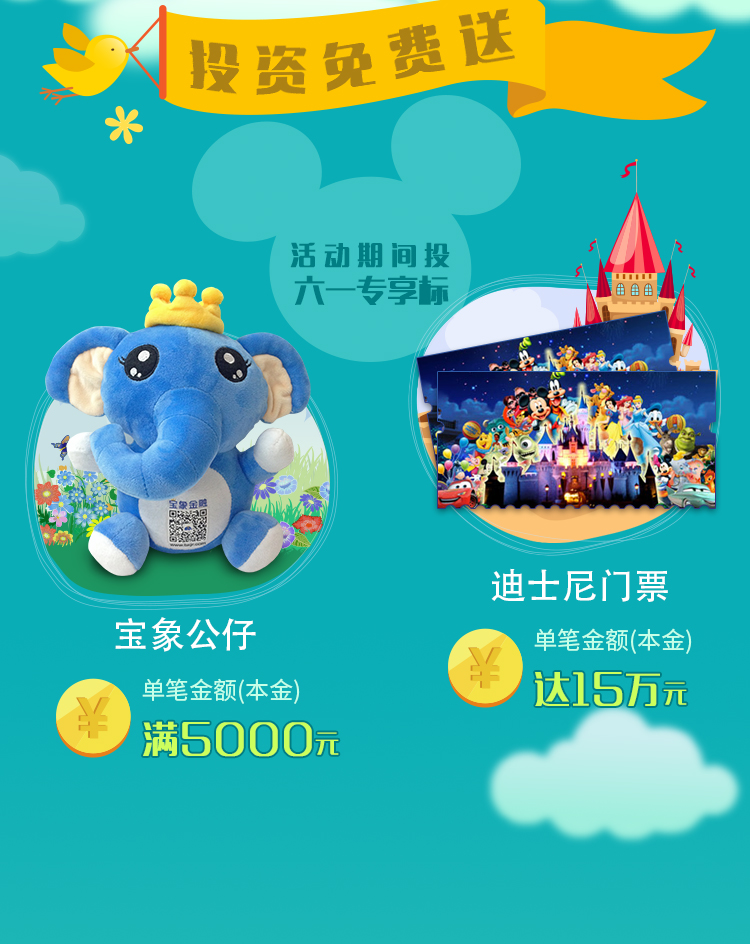 投资免费送
活动期间投
六一专享标
宝象金融
迪士尼门票
单笔金额(本金)
达15万元
宝象公仔
单笔金额(本金)
满5000元